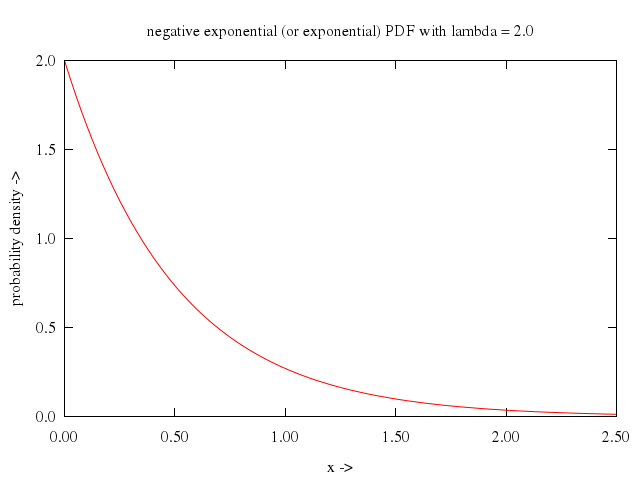 negative exponential (or exponential) PDF with lambda = 2.0
2.0
1.5
1.0
0.5
0.0
probability density ->
0.00 0.50 1.00 1.50 2.00 2.50
x ->